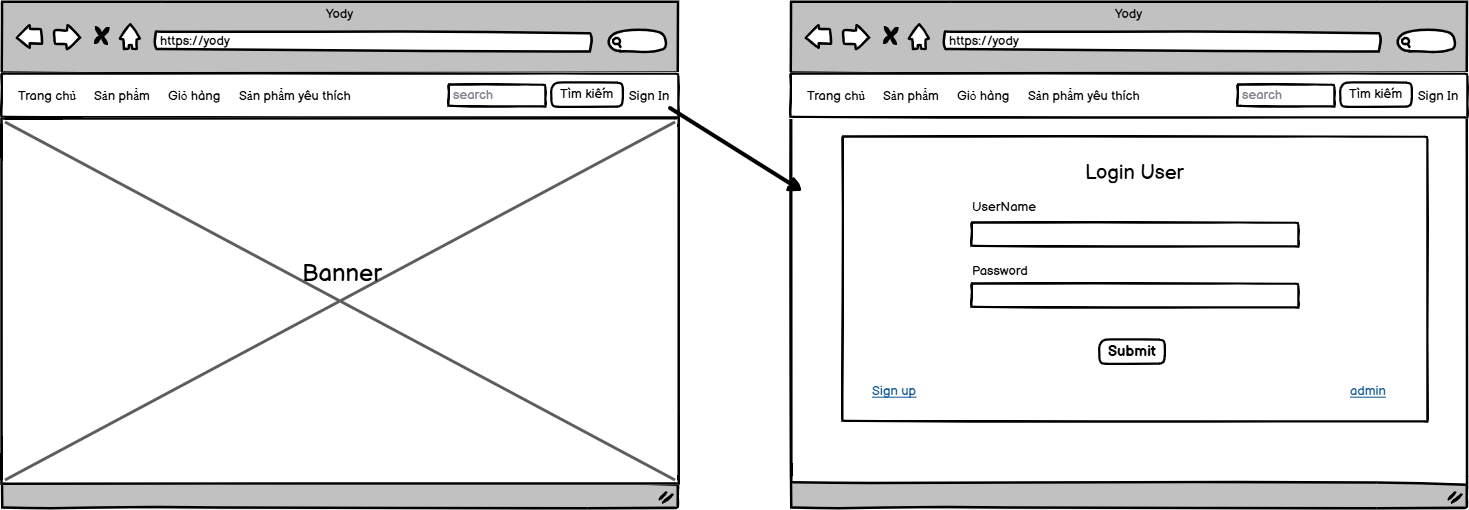 Yody
https://yody
Trang chủ Sản phẩm Giỏ hàng Sản phẩm yêu thích search Tìm kiếm Sign In
Banner
Yody
https://yody
Trang chủ Sản phẩm Giỏ hàng Sản phẩm yêu thích search Tìm kiếm Sign In
Login User
UserName
Password
Submit
Sign up admin